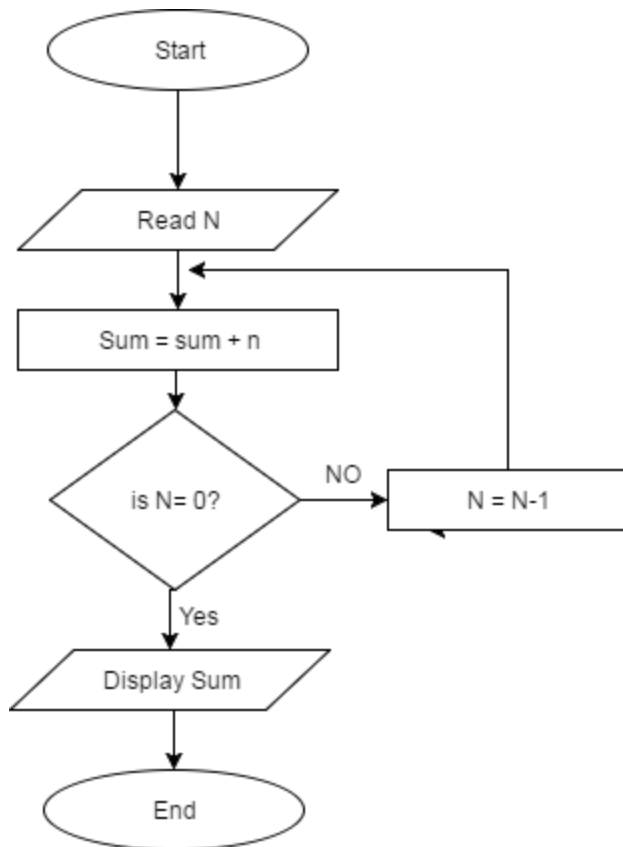 Start
Read N
Sum = sum + n
is N= 0?
NO
N = N-1
Yes
Display Sum
End